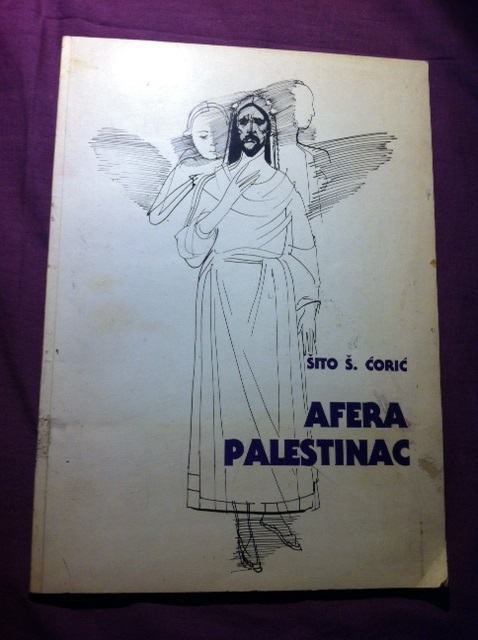 ŠITO Š. ĆORIĆ
AFERA
PALESTINAC